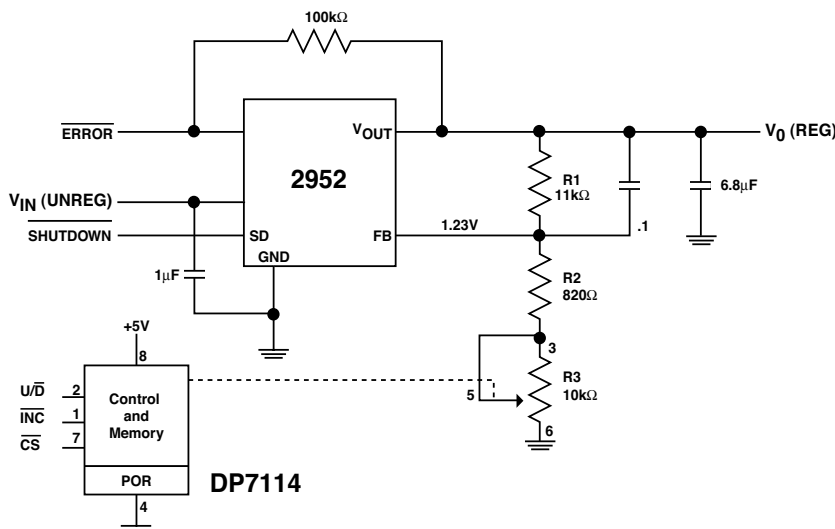 100kΩ
ERROR
VOUT
V0 (REG)
2952
R1
11kΩ
6.8µF
VIN (UNREG)
SHUTDOWN
SD
FB
1.23V
.1
GND
1µF
R2
820Ω
+5V
8
3
R3
10kΩ
5
6
U/D
2
INC
1
CS
7
Control
and
Memory
POR
4
DP7114